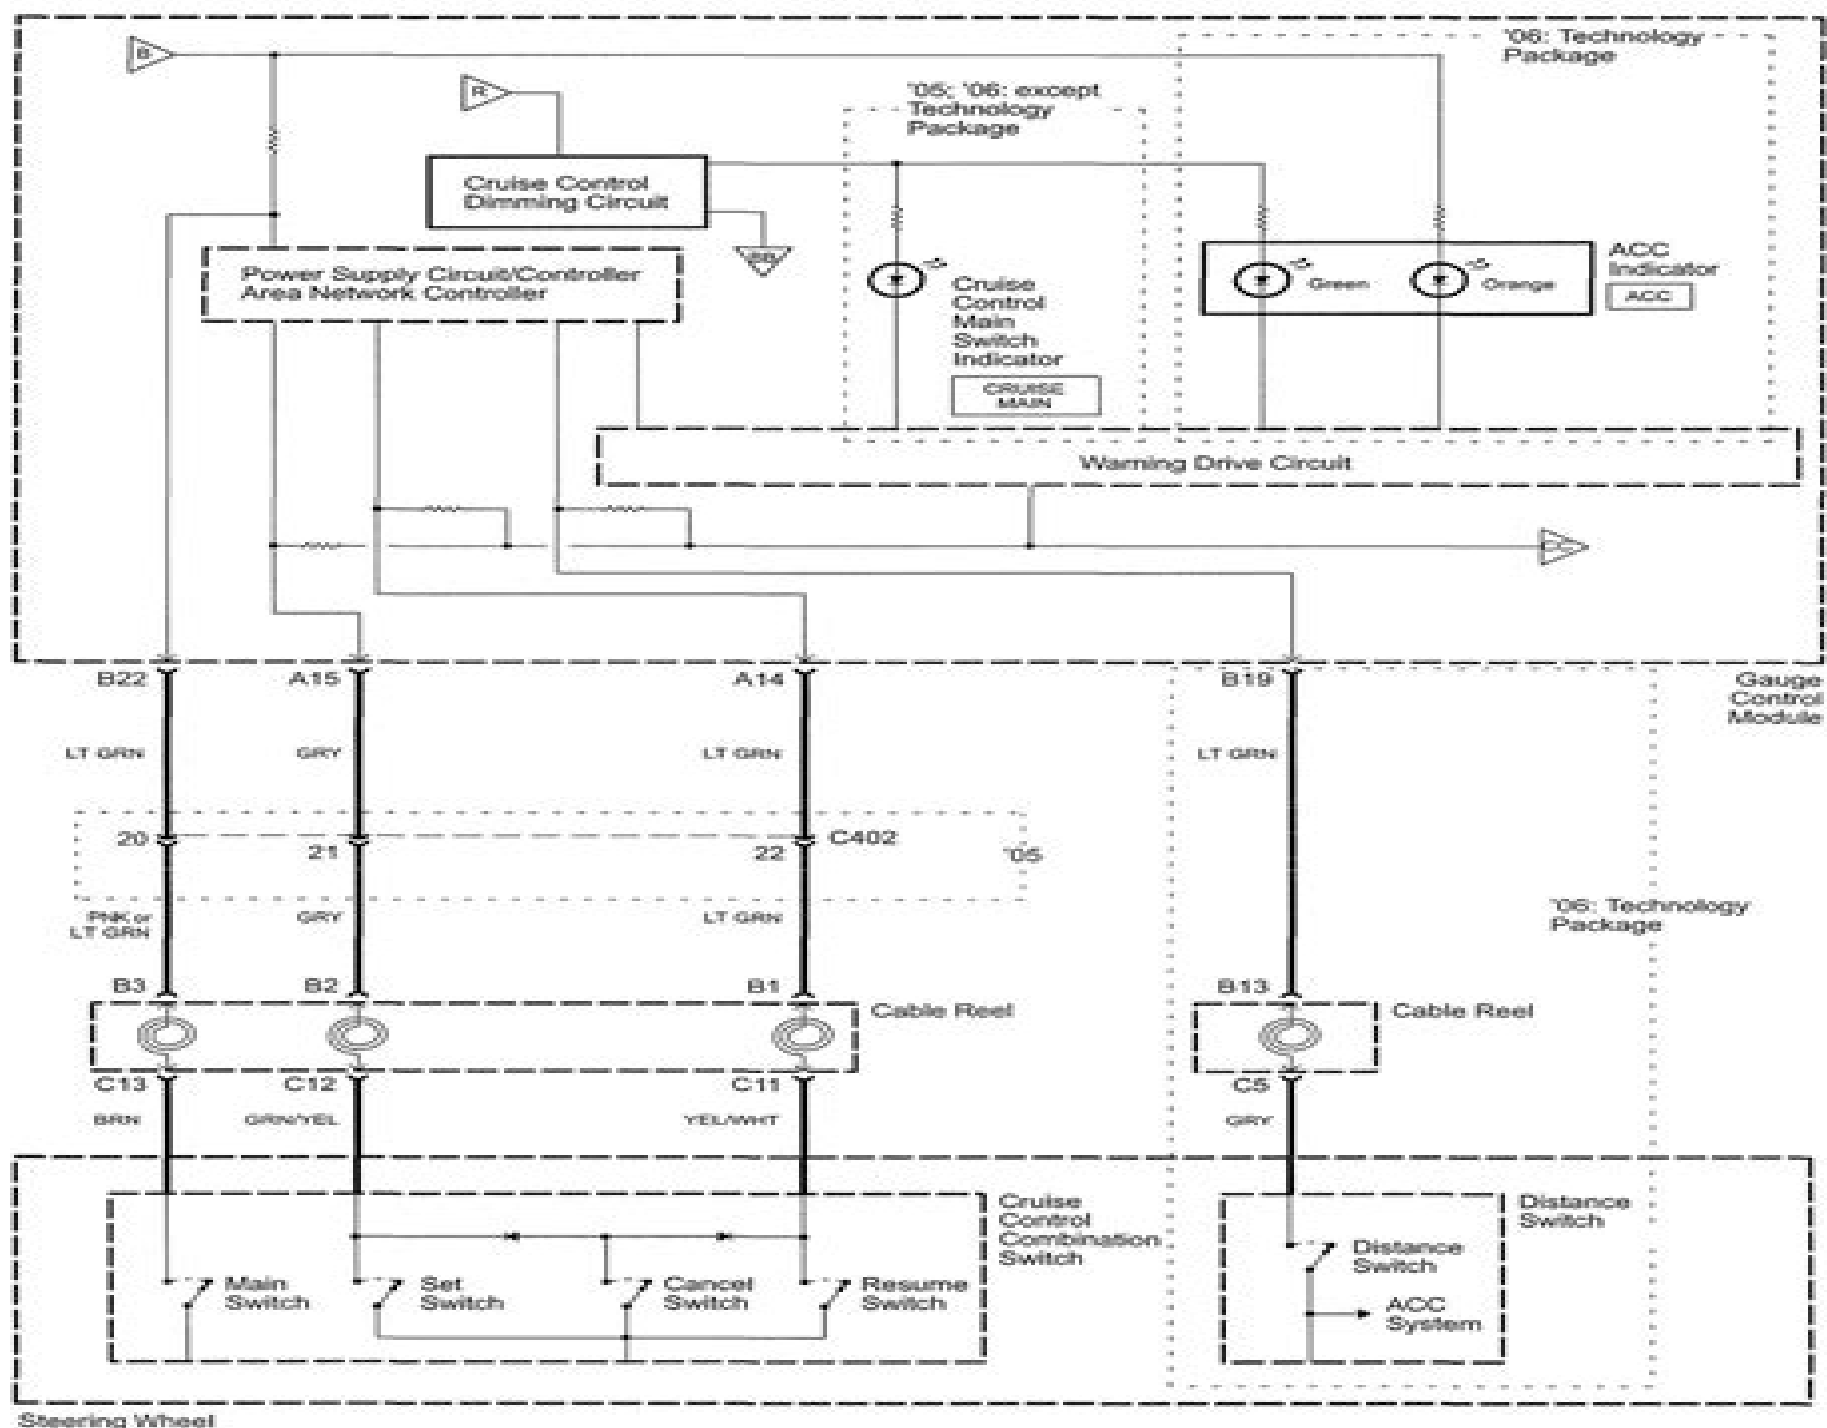 '06: Technology
Package
B
R
'05; '06: except
Technology
Package
Cruise Control
Dimming Circuit
BB
Power Supply Circuit/Controller
Area Network Controller
Cruise
Control
Main
Switch
Indicator
CRUISE
MAIN
Green
Orange
ACC
Indicator
ACC
Warning Drive Circuit
B22
A15
A14
B19
Gauge
Control
Module
LT GRN
GRY
LT GRN
LT GRN
20
21
22
C402
'05
PNK or
LT GRN
GRY
LT GRN
'06: Technology
Package
B3
B2
B1
Cable Reel
B13
Cable Reel
C13
C12
C11
C5
BRN
GRN/YEL
YEL/WHT
GRY
Cruise
Control
Combination
Switch
Distance
Switch
Main
Switch
Set
Switch
Cancel
Switch
Resume
Switch
Distance
Switch
ACC
System
Steering Wheel